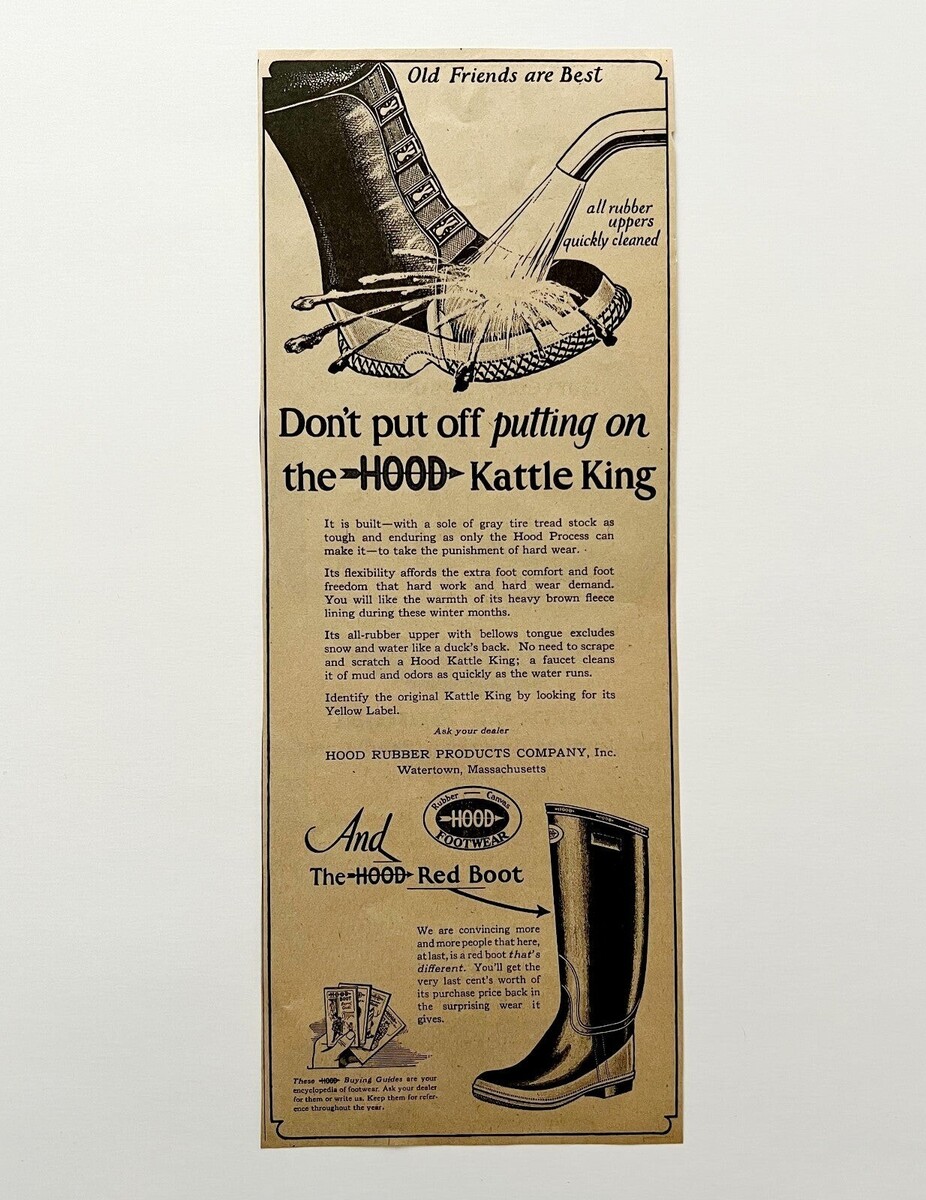 Old Friends are Best
all rubber
uppers
quickly cleaned
Don't put off putting on
the HOOD Kattle King
It is built—with a sole of gray tire tread stock as
tough and enduring as only the Hood Process can
make it—to take the punishment of hard wear.
Its flexibility affords the extra foot comfort and foot
freedom that hard work and hard wear demand.
You will like the warmth of its heavy brown fleece
lining during these winter months.
Its all-rubber upper with bellows tongue excludes
snow and water like a duck's back. No need to scrape
and scratch a Hood Kattle King; a faucet cleans
it of mud and odors as quickly as the water runs.
Identify the original Kattle King by looking for its
Yellow Label.
Ask your dealer
HOOD RUBBER PRODUCTS COMPANY, Inc.
Watertown, Massachusetts
Rubber — Canvas
HOOD
FOOTWEAR
And
The HOOD Red Boot
We are convincing more
and more people that here,
at last, is a red boot that's
different. You'll get the
very last cent's worth of
its purchase price back in
the surprising wear it
gives.
These HOOD Buying Guides are your
encyclopedia of footwear. Ask your dealer
for them or write us. Keep them for refer-
ence throughout the year.